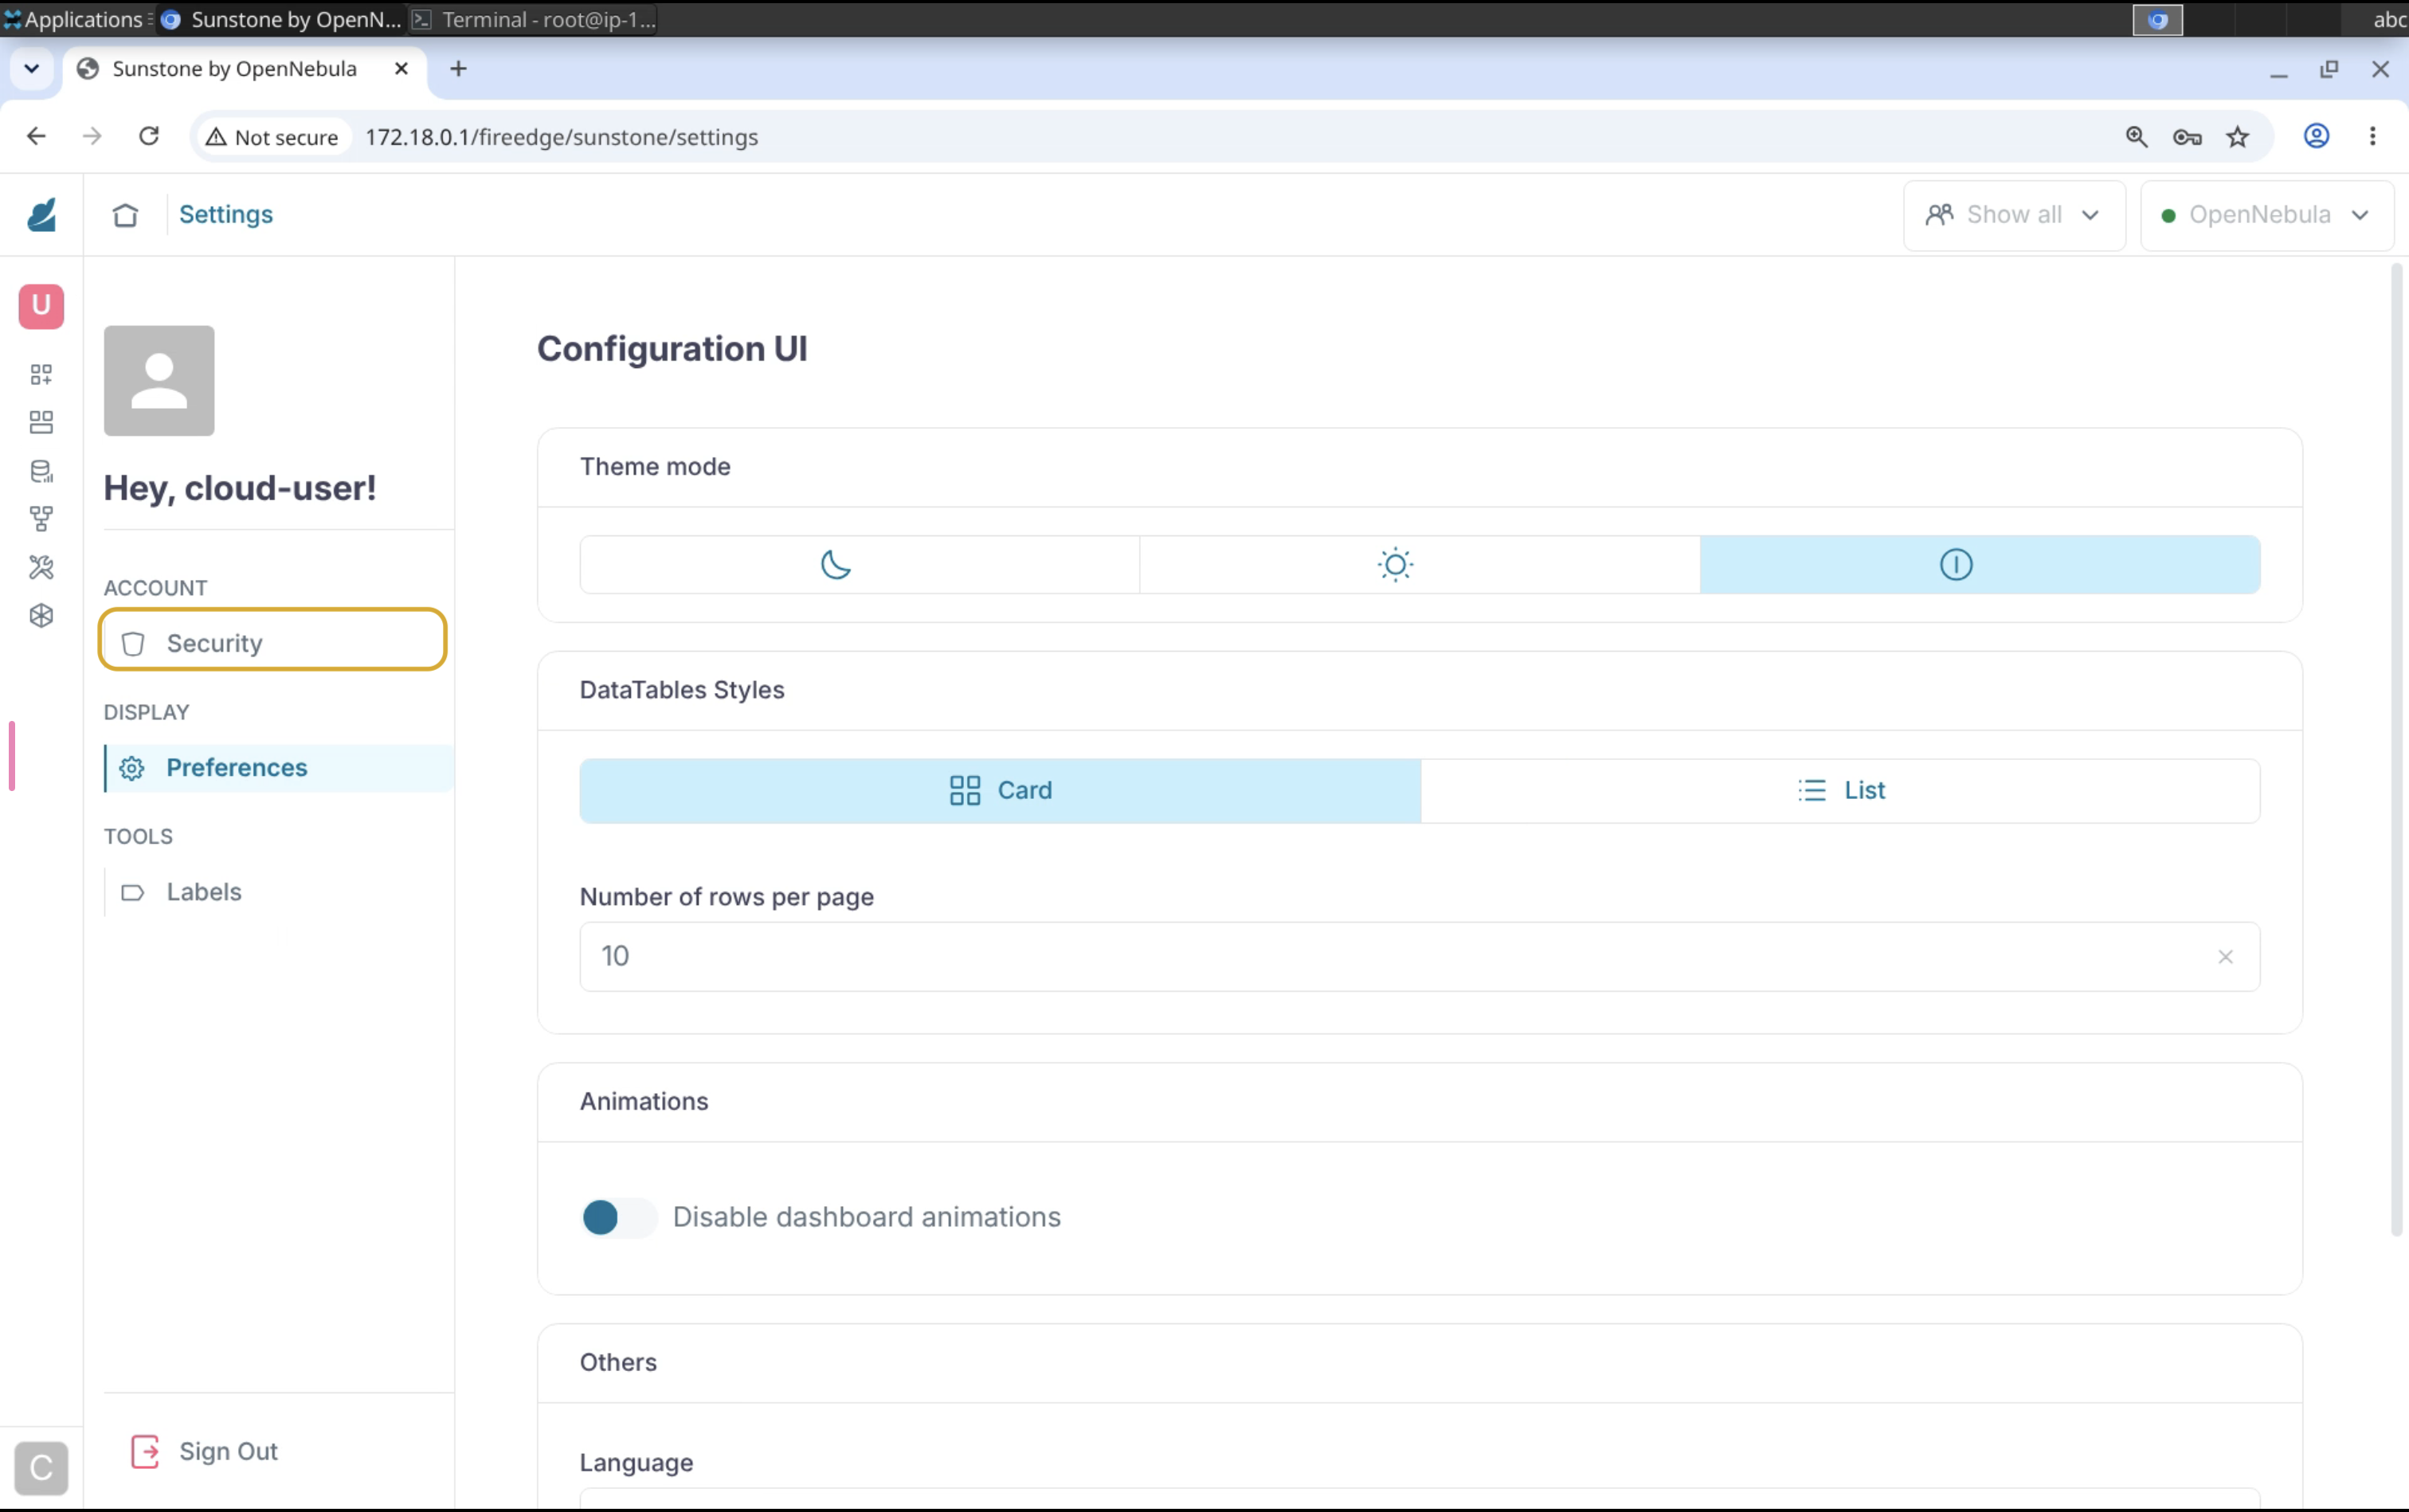 Applications
Sunstone by OpenN...
Terminal - root@ip-1...
abc
Sunstone by OpenNebula
Not secure
172.18.0.1/fireedge/sunstone/settings
Settings
Show all
OpenNebula
U
Hey, cloud-user!
ACCOUNT
Security
DISPLAY
Preferences
TOOLS
Labels
Sign Out
C
Configuration UI
Theme mode
DataTables Styles
Card
List
Number of rows per page
10
Animations
Disable dashboard animations
Others
Language